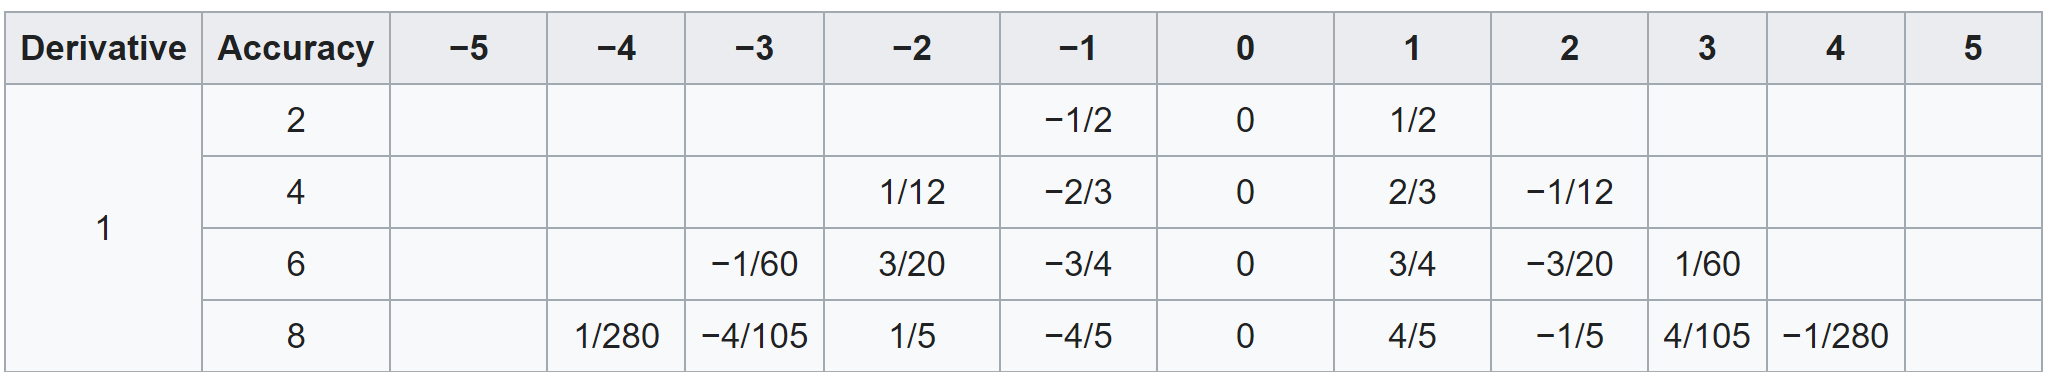 Derivative Accuracy −5 −4 −3 −2 −1 0 1 2 3 4 5
2 −1/2 0 1/2
4 1/12 −2/3 0 2/3 −1/12
1
6 −1/60 3/20 −3/4 0 3/4 −3/20 1/60
8 1/280 −4/105 1/5 −4/5 0 4/5 −1/5 4/105 −1/280